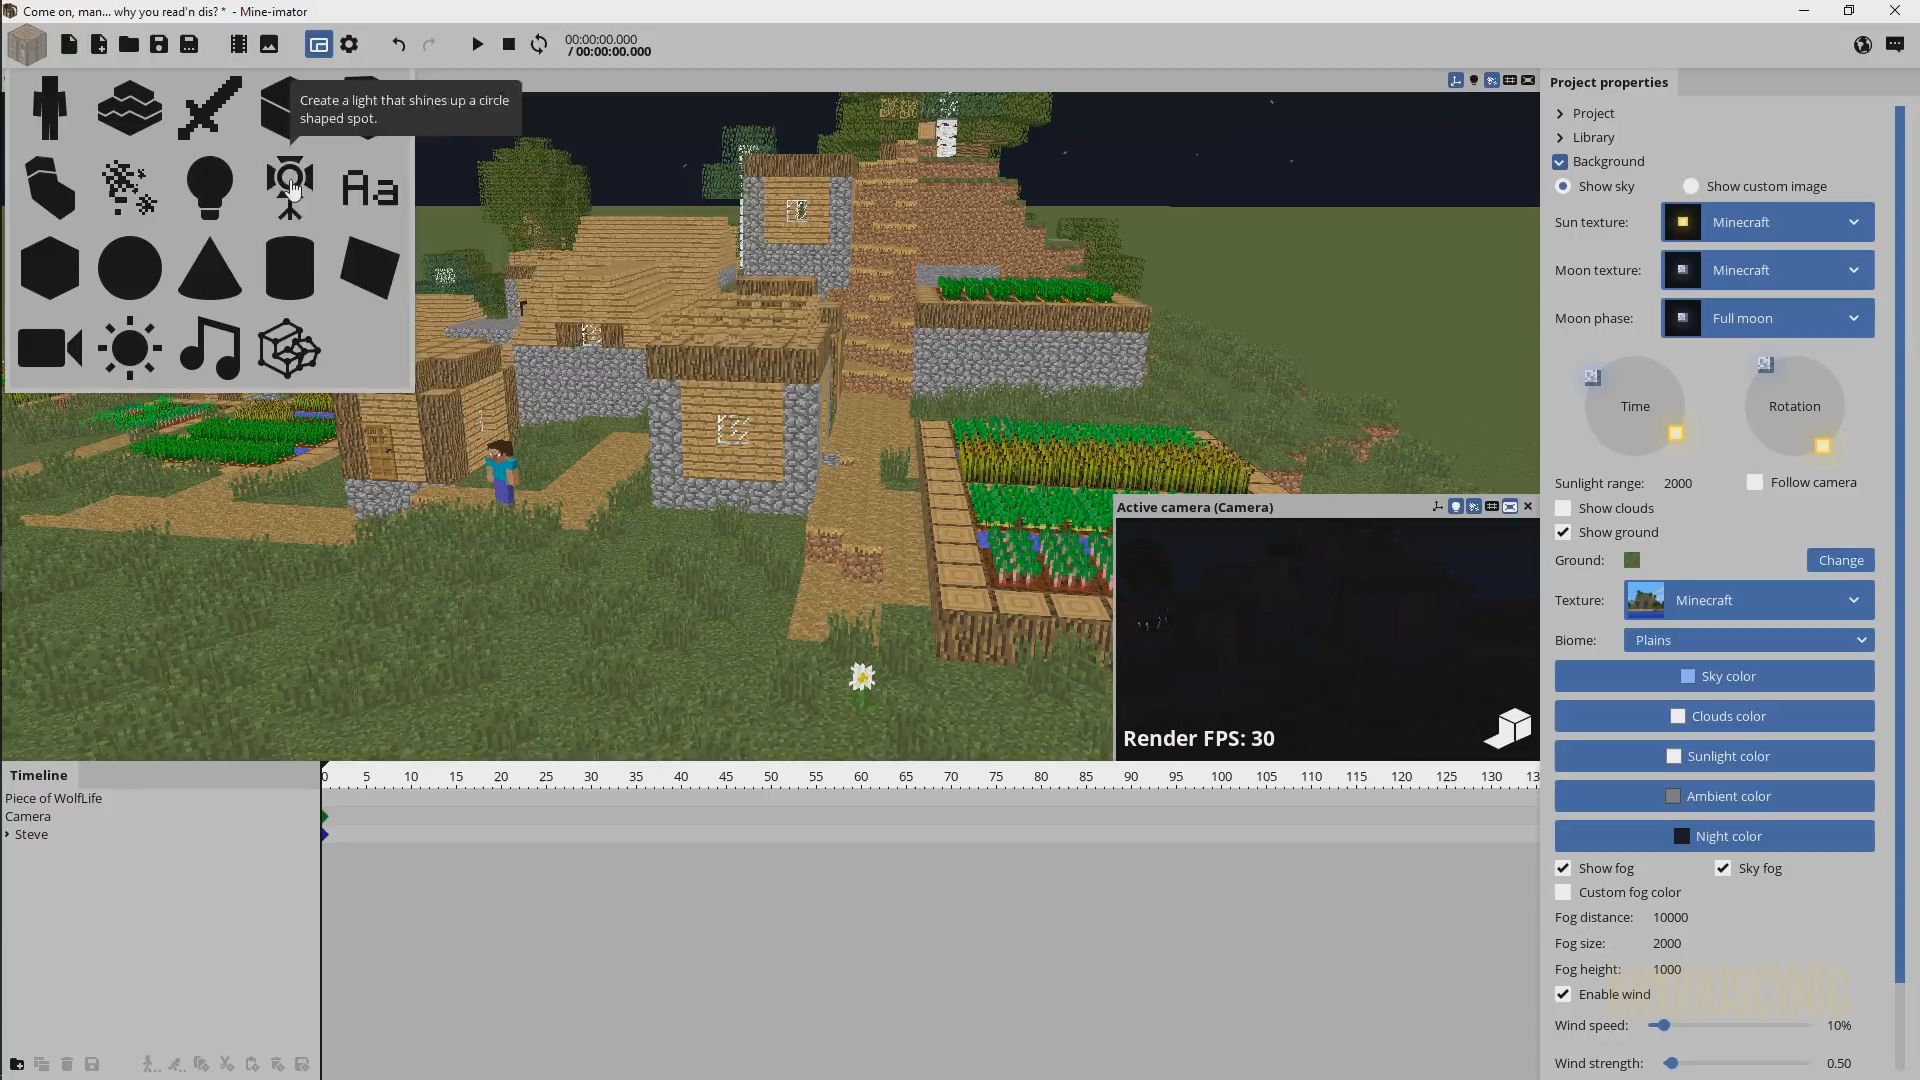 Come on, man... why you read'n dis? * - Mine-imator
00:00:00.000
/ 00:00:00.000
Create a light that shines up a circle
shaped spot.
Aa
Project properties
Project
Library
Background
Show sky
Show custom image
Sun texture:
Minecraft
Moon texture:
Minecraft
Moon phase:
Full moon
Time
Rotation
Sunlight range: 2000
Follow camera
Show clouds
Show ground
Ground:
Change
Texture:
Minecraft
Biome:
Plains
Sky color
Clouds color
Sunlight color
Ambient color
Night color
Show fog
Sky fog
Custom fog color
Fog distance: 10000
Fog size: 2000
Fog height: 1000
Enable wind
Wind speed: 10%
Wind strength: 0.50
Active camera (Camera)
Render FPS: 30
Timeline
0 5 10 15 20 25 30 35 40 45 50 55 60 65 70 75 80 85 90 95 100 105 110 115 120 125 130 13
Piece of WolfLife
Camera
Steve